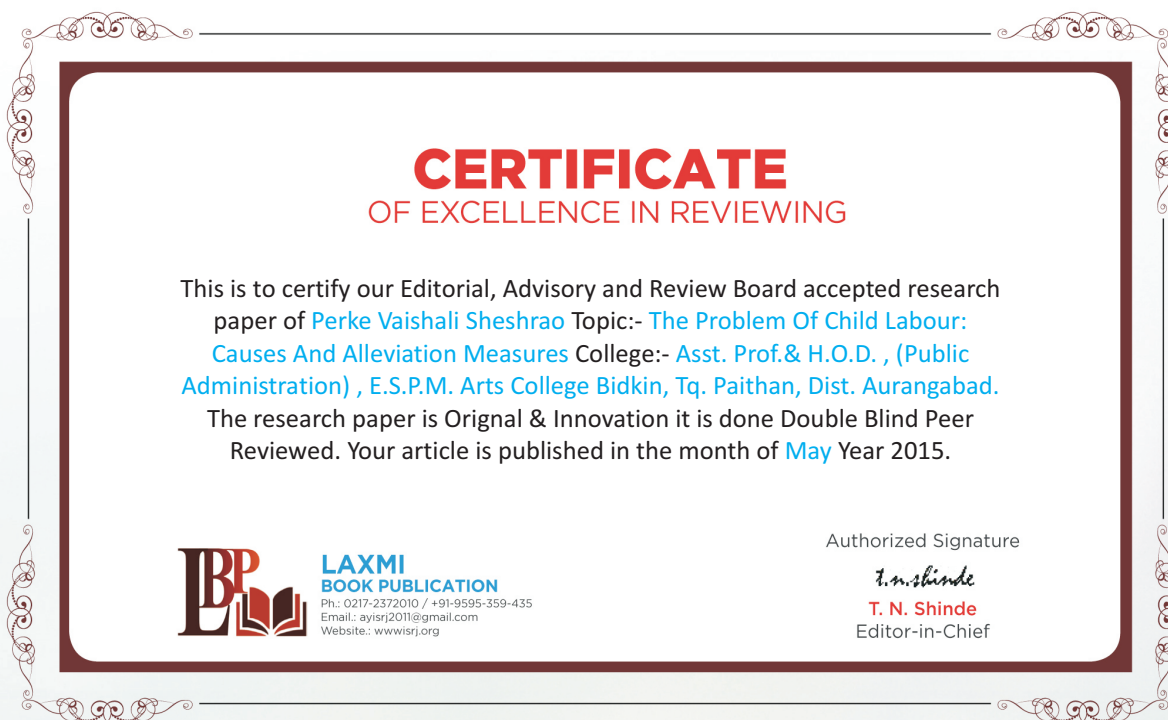 CERTIFICATE
OF EXCELLENCE IN REVIEWING
This is to certify our Editorial, Advisory and Review Board accepted research
paper of Perke Vaishali Sheshrao Topic:- The Problem Of Child Labour:
Causes And Alleviation Measures College:- Asst. Prof.& H.O.D. , (Public
Administration) , E.S.P.M. Arts College Bidkin, Tq. Paithan, Dist. Aurangabad.
The research paper is Orignal & Innovation it is done Double Blind Peer
Reviewed. Your article is published in the month of May Year 2015.
LBP
LAXMI
BOOK PUBLICATION
Ph.: 0217-2372010 / +91-9595-359-435
Email.: ayisrj2011@gmail.com
Website.: wwwisrj.org
Authorized Signature
t.n.shinde
T. N. Shinde
Editor-in-Chief